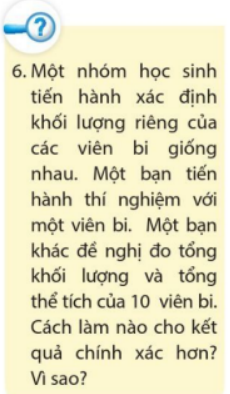 ?
6. Một nhóm học sinh
tiến hành xác định
khối lượng riêng của
các viên bi giống
nhau. Một bạn tiến
hành thí nghiệm với
một viên bi. Một bạn
khác đề nghị đo tổng
khối lượng và tổng
thể tích của 10 viên bi.
Cách làm nào cho kết
quả chính xác hơn?
Vì sao?